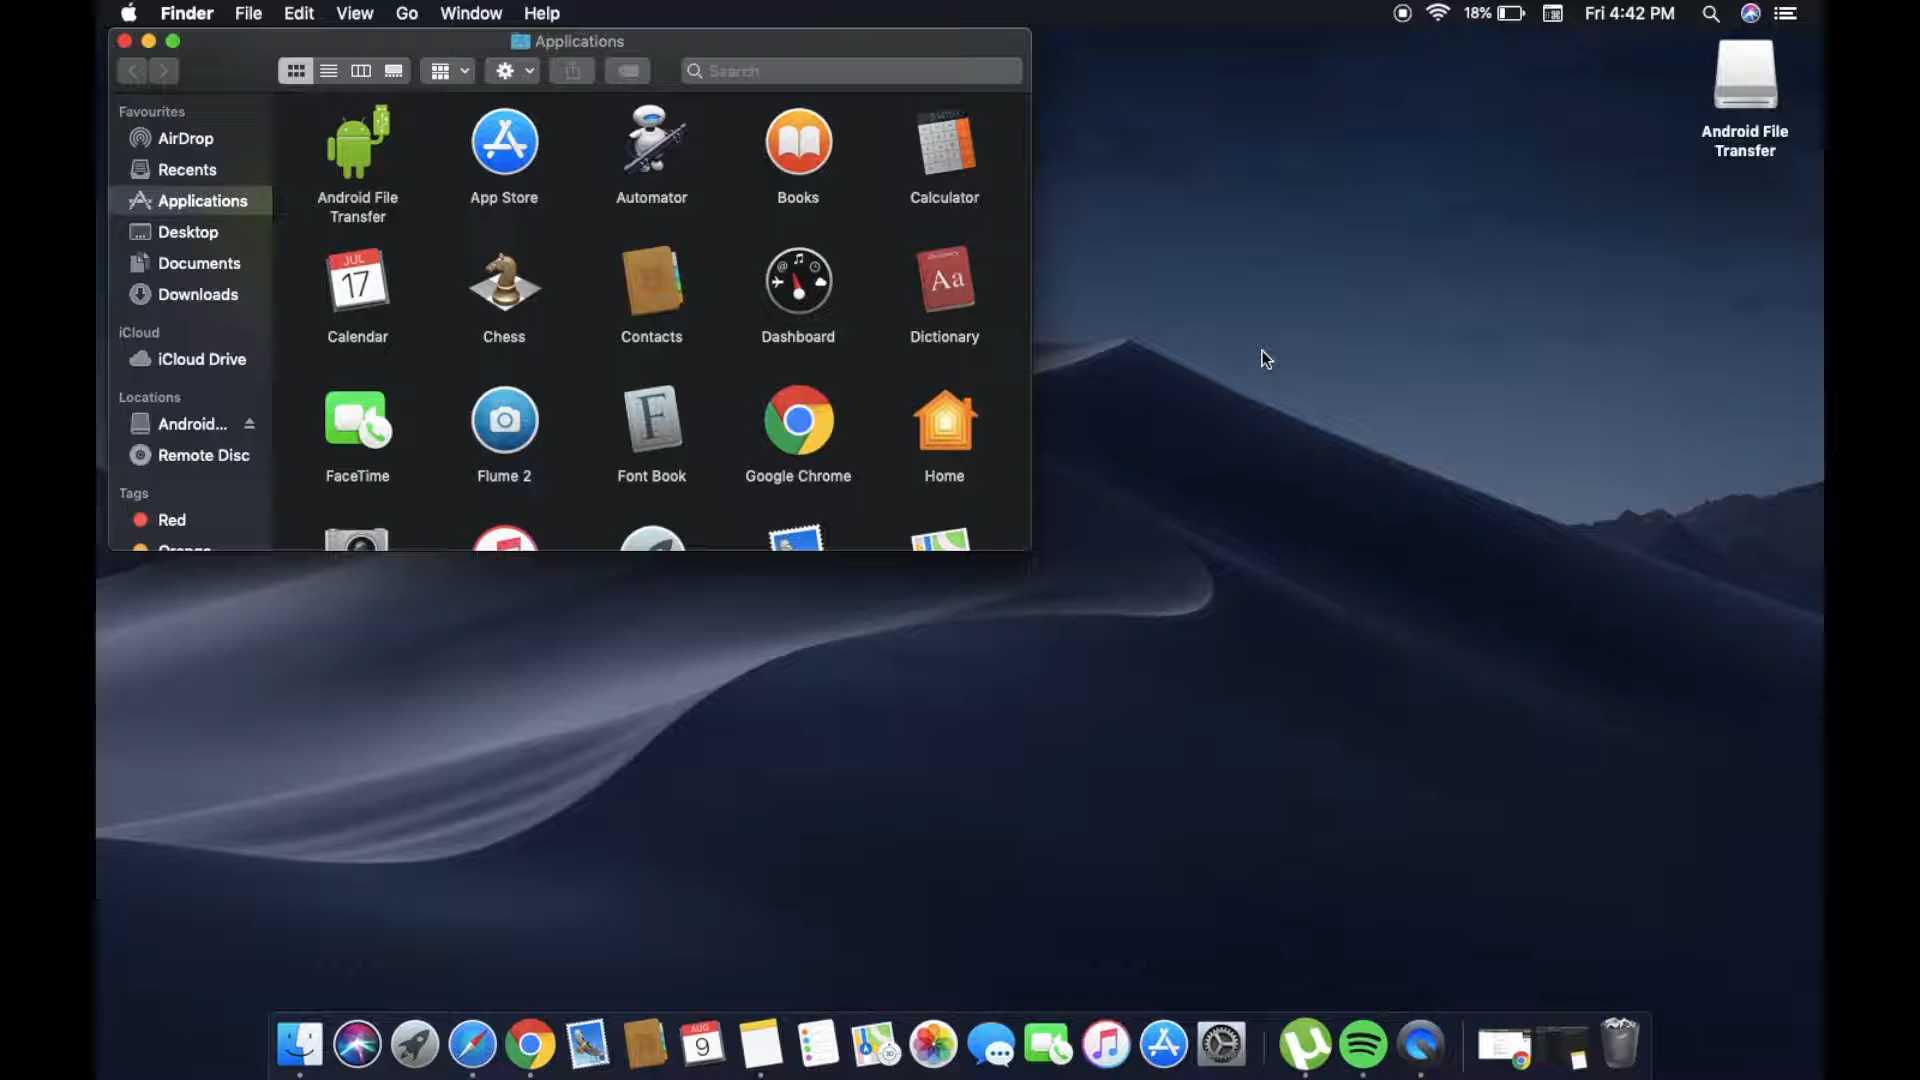 Finder File Edit View Go Window Help
18% Fri 4:42 PM
Applications
Search
Favourites
AirDrop
Recents
Applications
Desktop
Documents
Downloads
iCloud
iCloud Drive
Locations
Android...
Remote Disc
Tags
Red
Orange
Android File
Transfer
App Store
Automator
Books
Calculator
JUL
17
Calendar
Chess
Contacts
Dashboard
Dictionary
Aa
Dictionary
FaceTime
Flume 2
F
Font Book
Google Chrome
Home
Android File
Transfer
AUG
9